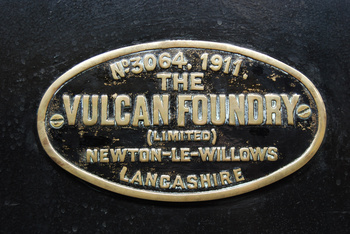 No 3064. 1911.
THE
VULCAN FOUNDRY
(LIMITED)
NEWTON-LE-WILLOWS
LANCASHIRE